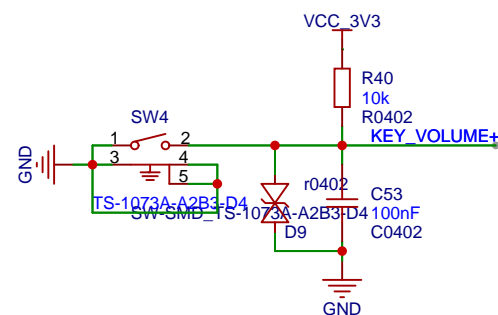 VCC_3V3
R40
10k
R0402
SW4
KEY_VOLUME+
1
2
3
4
5
GND
r0402
C53
TS-1073A-A2B3-D4
SW-SMD_TS-1073A-A2B3-D4
100nF
D9
C0402
GND